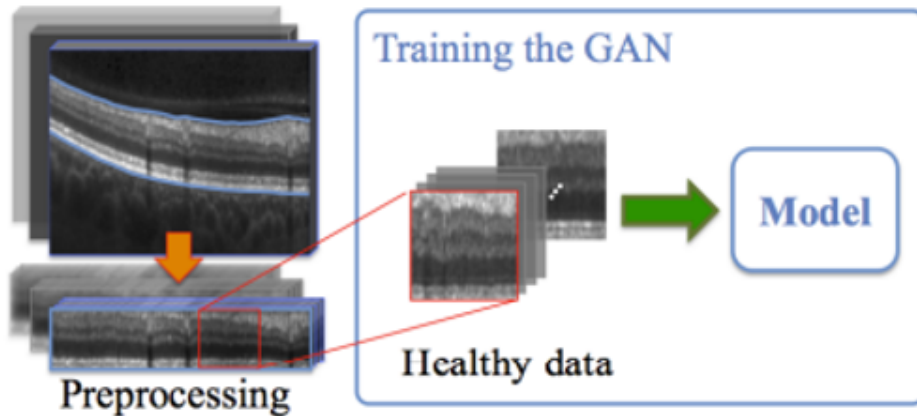 Training the GAN
Model
Healthy data
Preprocessing